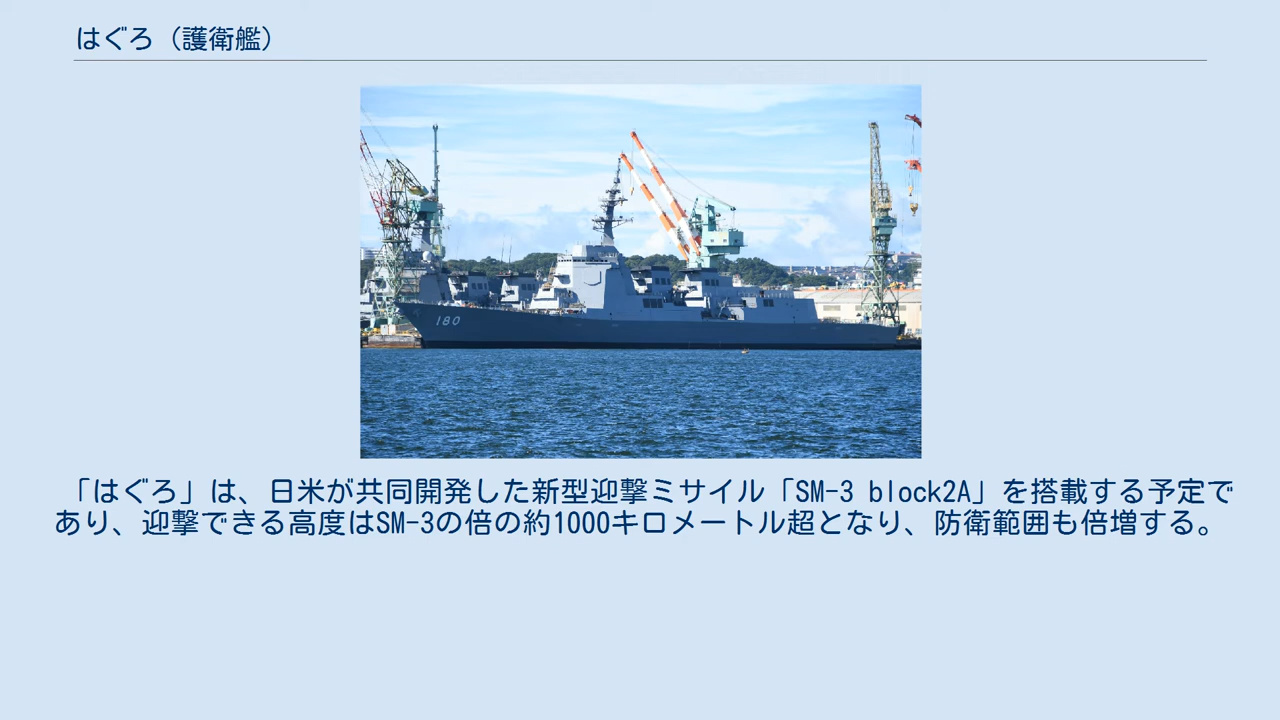 はぐろ（護衛艦）
180
「はぐろ」は、日米が共同開発した新型迎撃ミサイル「SM-3 block2A」を搭載する予定で
あり、迎撃できる高度はSM-3の倍の約1000キロメートル超となり、防衛範囲も倍増する。